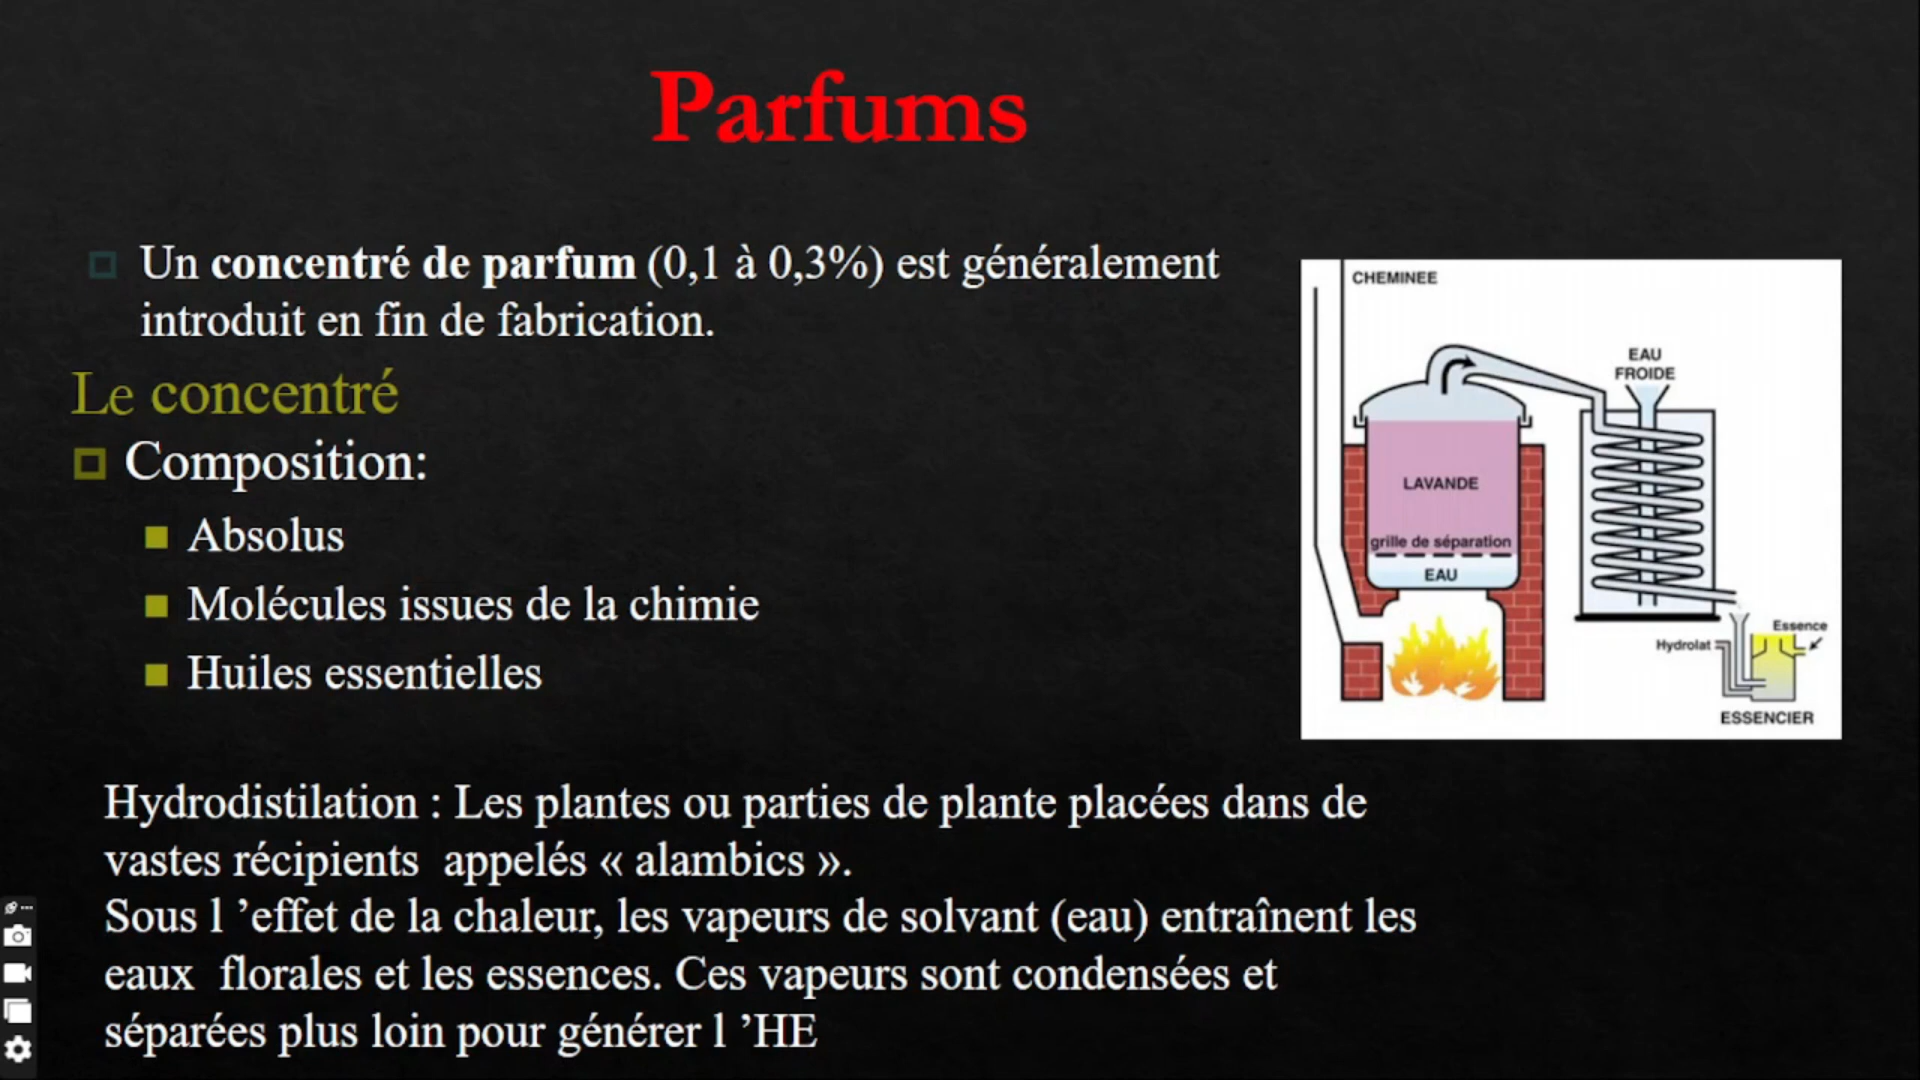 Parfums
Un concentré de parfum (0,1 à 0,3%) est généralement
introduit en fin de fabrication.
Le concentré
Composition:
Absolus
Molécules issues de la chimie
Huiles essentielles
CHEMINEE
EAU
FROIDE
LAVANDE
grille de séparation
EAU
Essence
Hydrolat
ESSENCIER
Hydrodistilation : Les plantes ou parties de plante placées dans de
vastes récipients appelés « alambics ».
Sous l ’effet de la chaleur, les vapeurs de solvant (eau) entraînent les
eaux florales et les essences. Ces vapeurs sont condensées et
séparées plus loin pour générer l ’HE